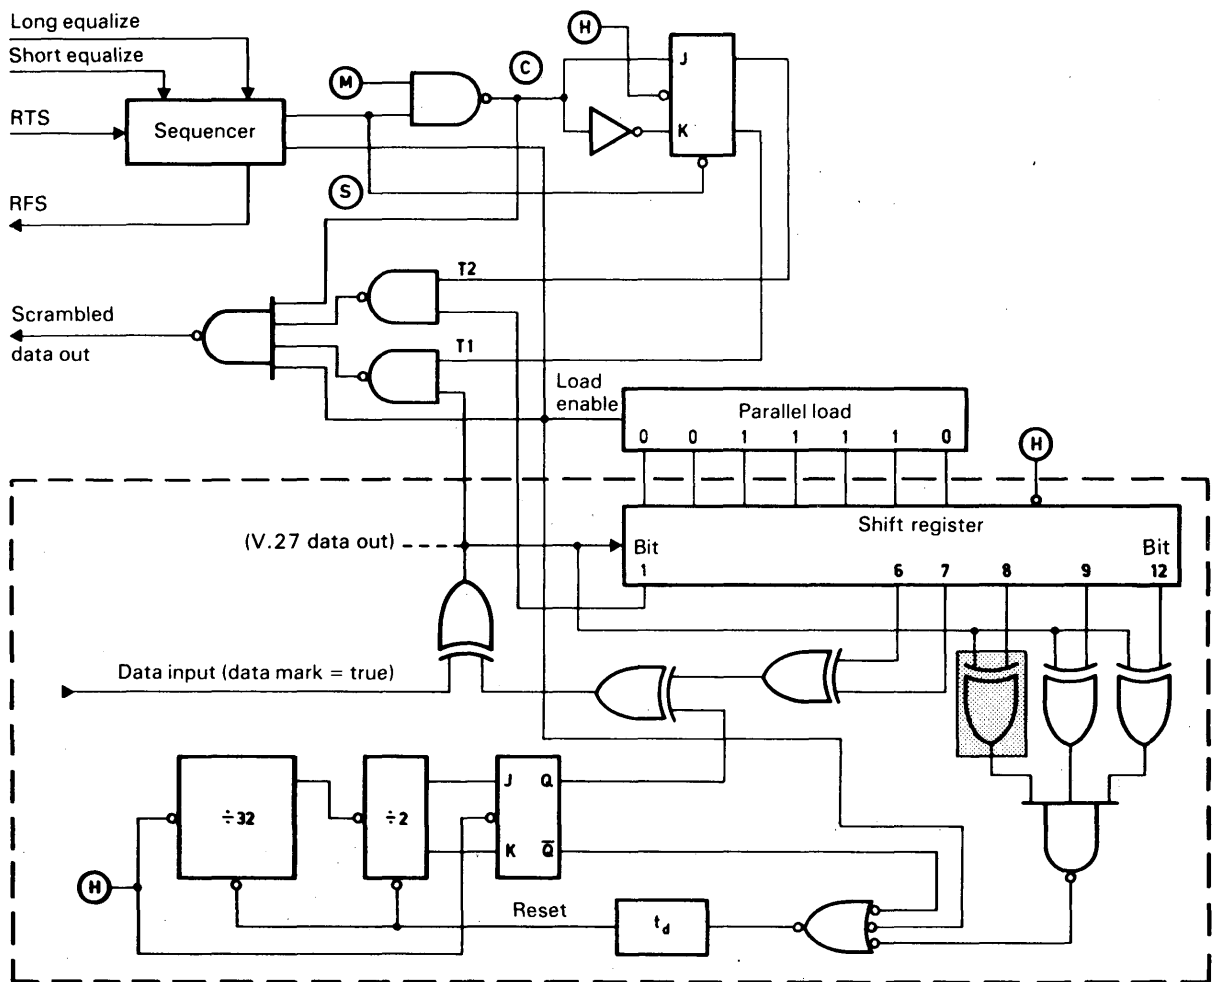 Long equalize
Short equalize
RTS
Sequencer
RFS
M
C
H
J
K
S
T2
T1
Scrambled
data out
Load
enable
Parallel load
0 0 1 1 1 1 0
H
(V.27 data out)
Shift register
Bit
1
6 7 8 9
Bit
12
Data input (data mark = true)
÷32
÷2
J Q
K Q̅
H
Reset
t_d